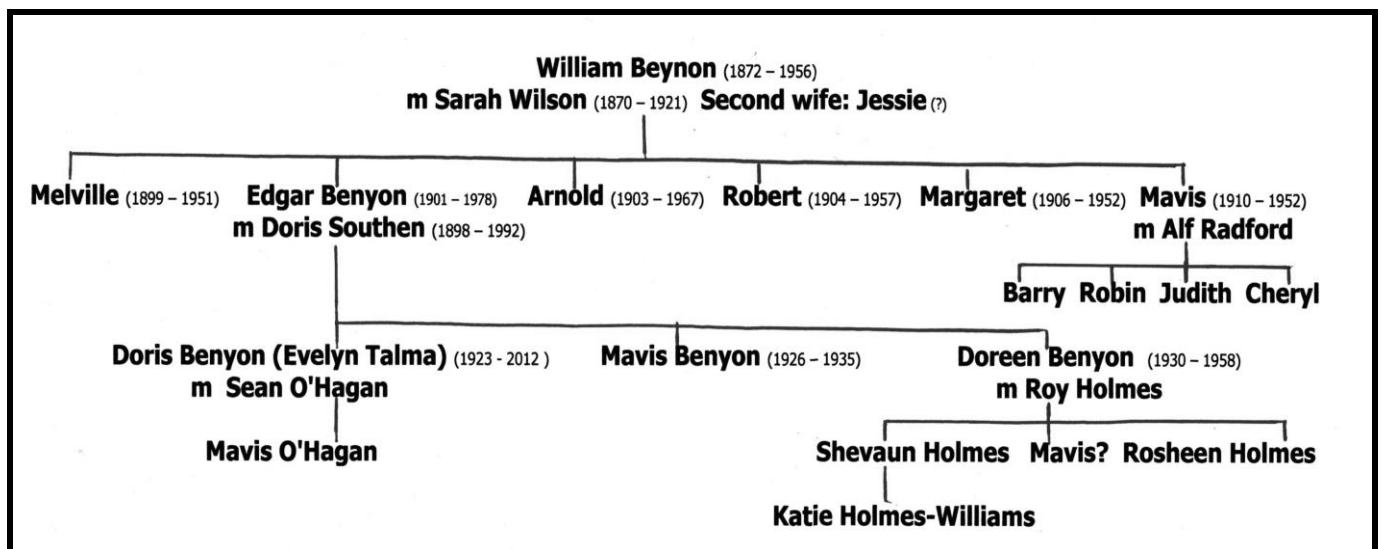 William Beynon (1872 – 1956)
m Sarah Wilson (1870 – 1921) Second wife: Jessie (?)
Melville (1899 – 1951) Edgar Benyon (1901 – 1978) Arnold (1903 – 1967) Robert (1904 – 1957) Margaret (1906 – 1952) Mavis (1910 – 1952)
m Doris Southen (1898 – 1992) m Alf Radford
Barry Robin Judith Cheryl
Doris Benyon (Evelyn Talma) (1923 - 2012 ) Mavis Benyon (1926 – 1935) Doreen Benyon (1930 – 1958)
m Sean O'Hagan m Roy Holmes
Mavis O'Hagan Shevaun Holmes Mavis? Rosheen Holmes
Katie Holmes-Williams